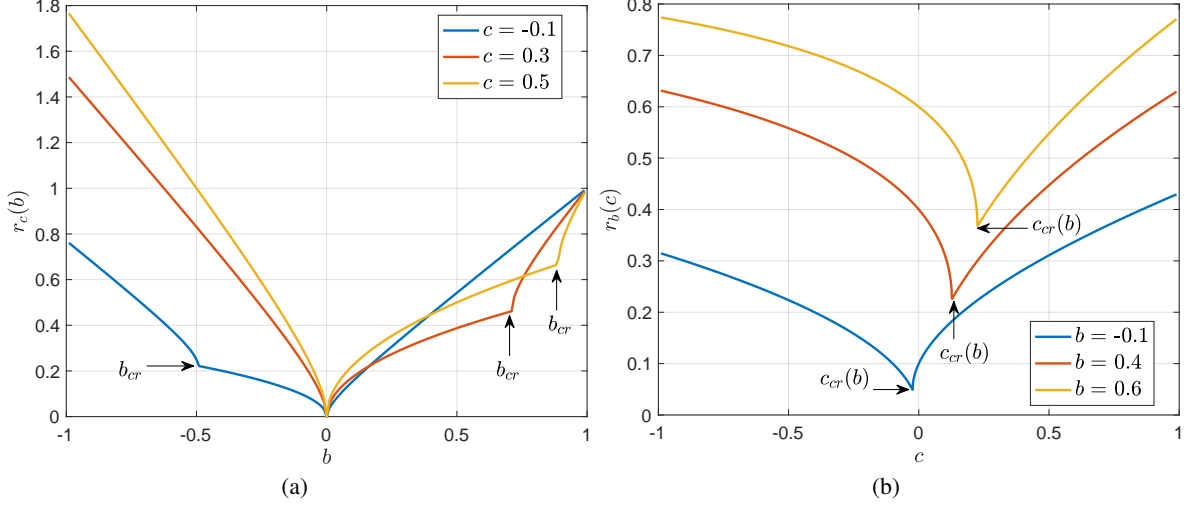 1.8
1.6
1.4
1.2
1
0.8
0.6
0.4
0.2
0
-1
-0.5
0
0.5
1
b
r_c(b)
c = -0.1
c = 0.3
c = 0.5
b_cr
b_cr
b_cr
(a)
0.8
0.7
0.6
0.5
0.4
0.3
0.2
0.1
0
-1
-0.5
0
0.5
1
c
r_b(c)
c_cr(b)
c_cr(b)
c_cr(b)
b = -0.1
b = 0.4
b = 0.6
(b)